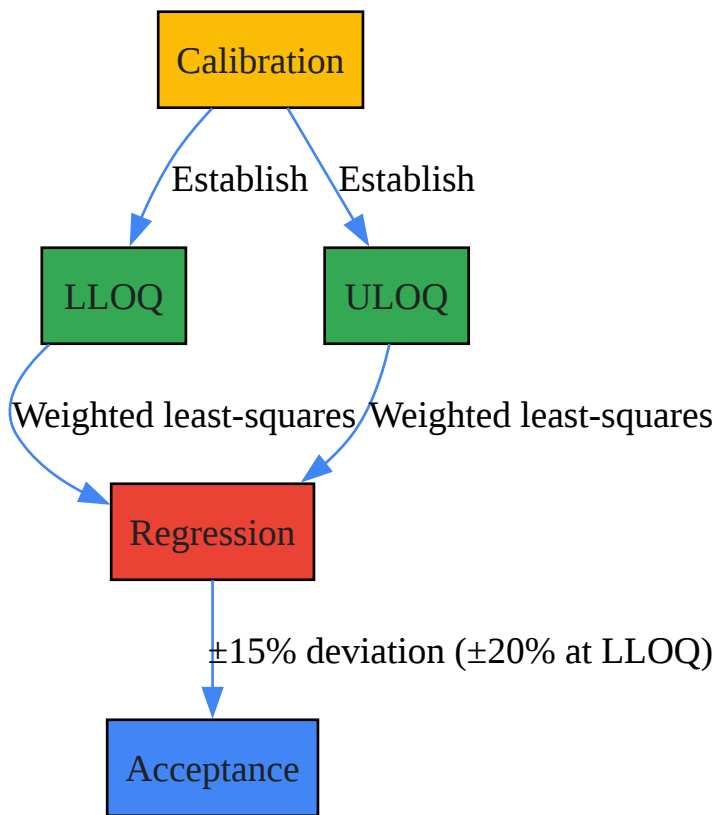 Calibration
Establish Establish
LLOQ ULOQ
Weighted least-squares Weighted least-squares
Regression
±15% deviation (±20% at LLOQ)
Acceptance